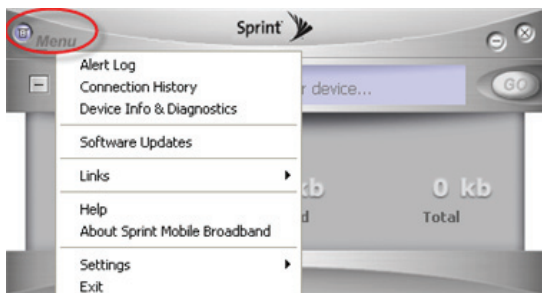 Sprint
Menu
Alert Log
Connection History
Device Info & Diagnostics
Software Updates
Links
Help
About Sprint Mobile Broadband
Settings
Exit
device...
GO
kb
0 kb
Total